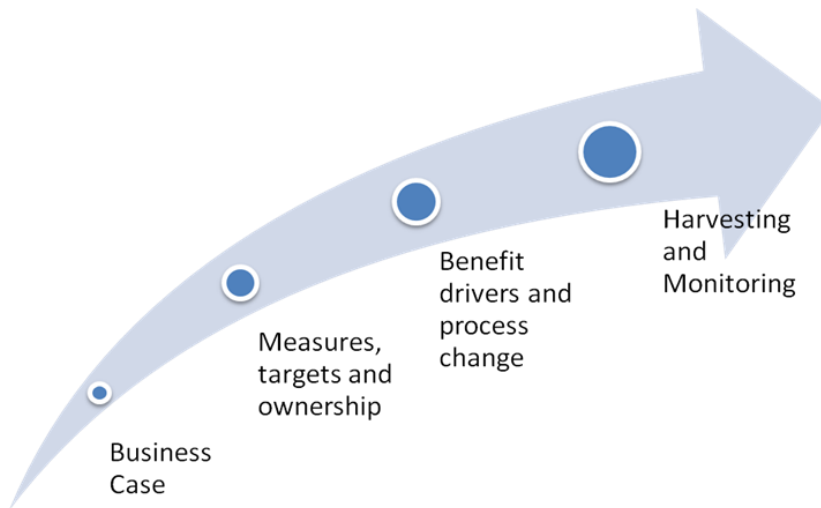 Business
Case
Measures,
targets and
ownership
Benefit
drivers and
process
change
Harvesting
and
Monitoring